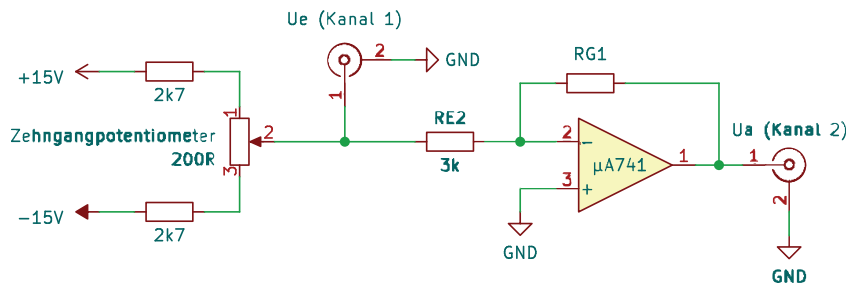 Ue (Kanal 1)
2
GND
1
+15V
2k7
1
Zehngangpotentiometer
200R
2
3
-15V
2k7
RE2
3k
RG1
2
-
µA741
1
3
+
GND
Ua (Kanal 2)
1
2
GND